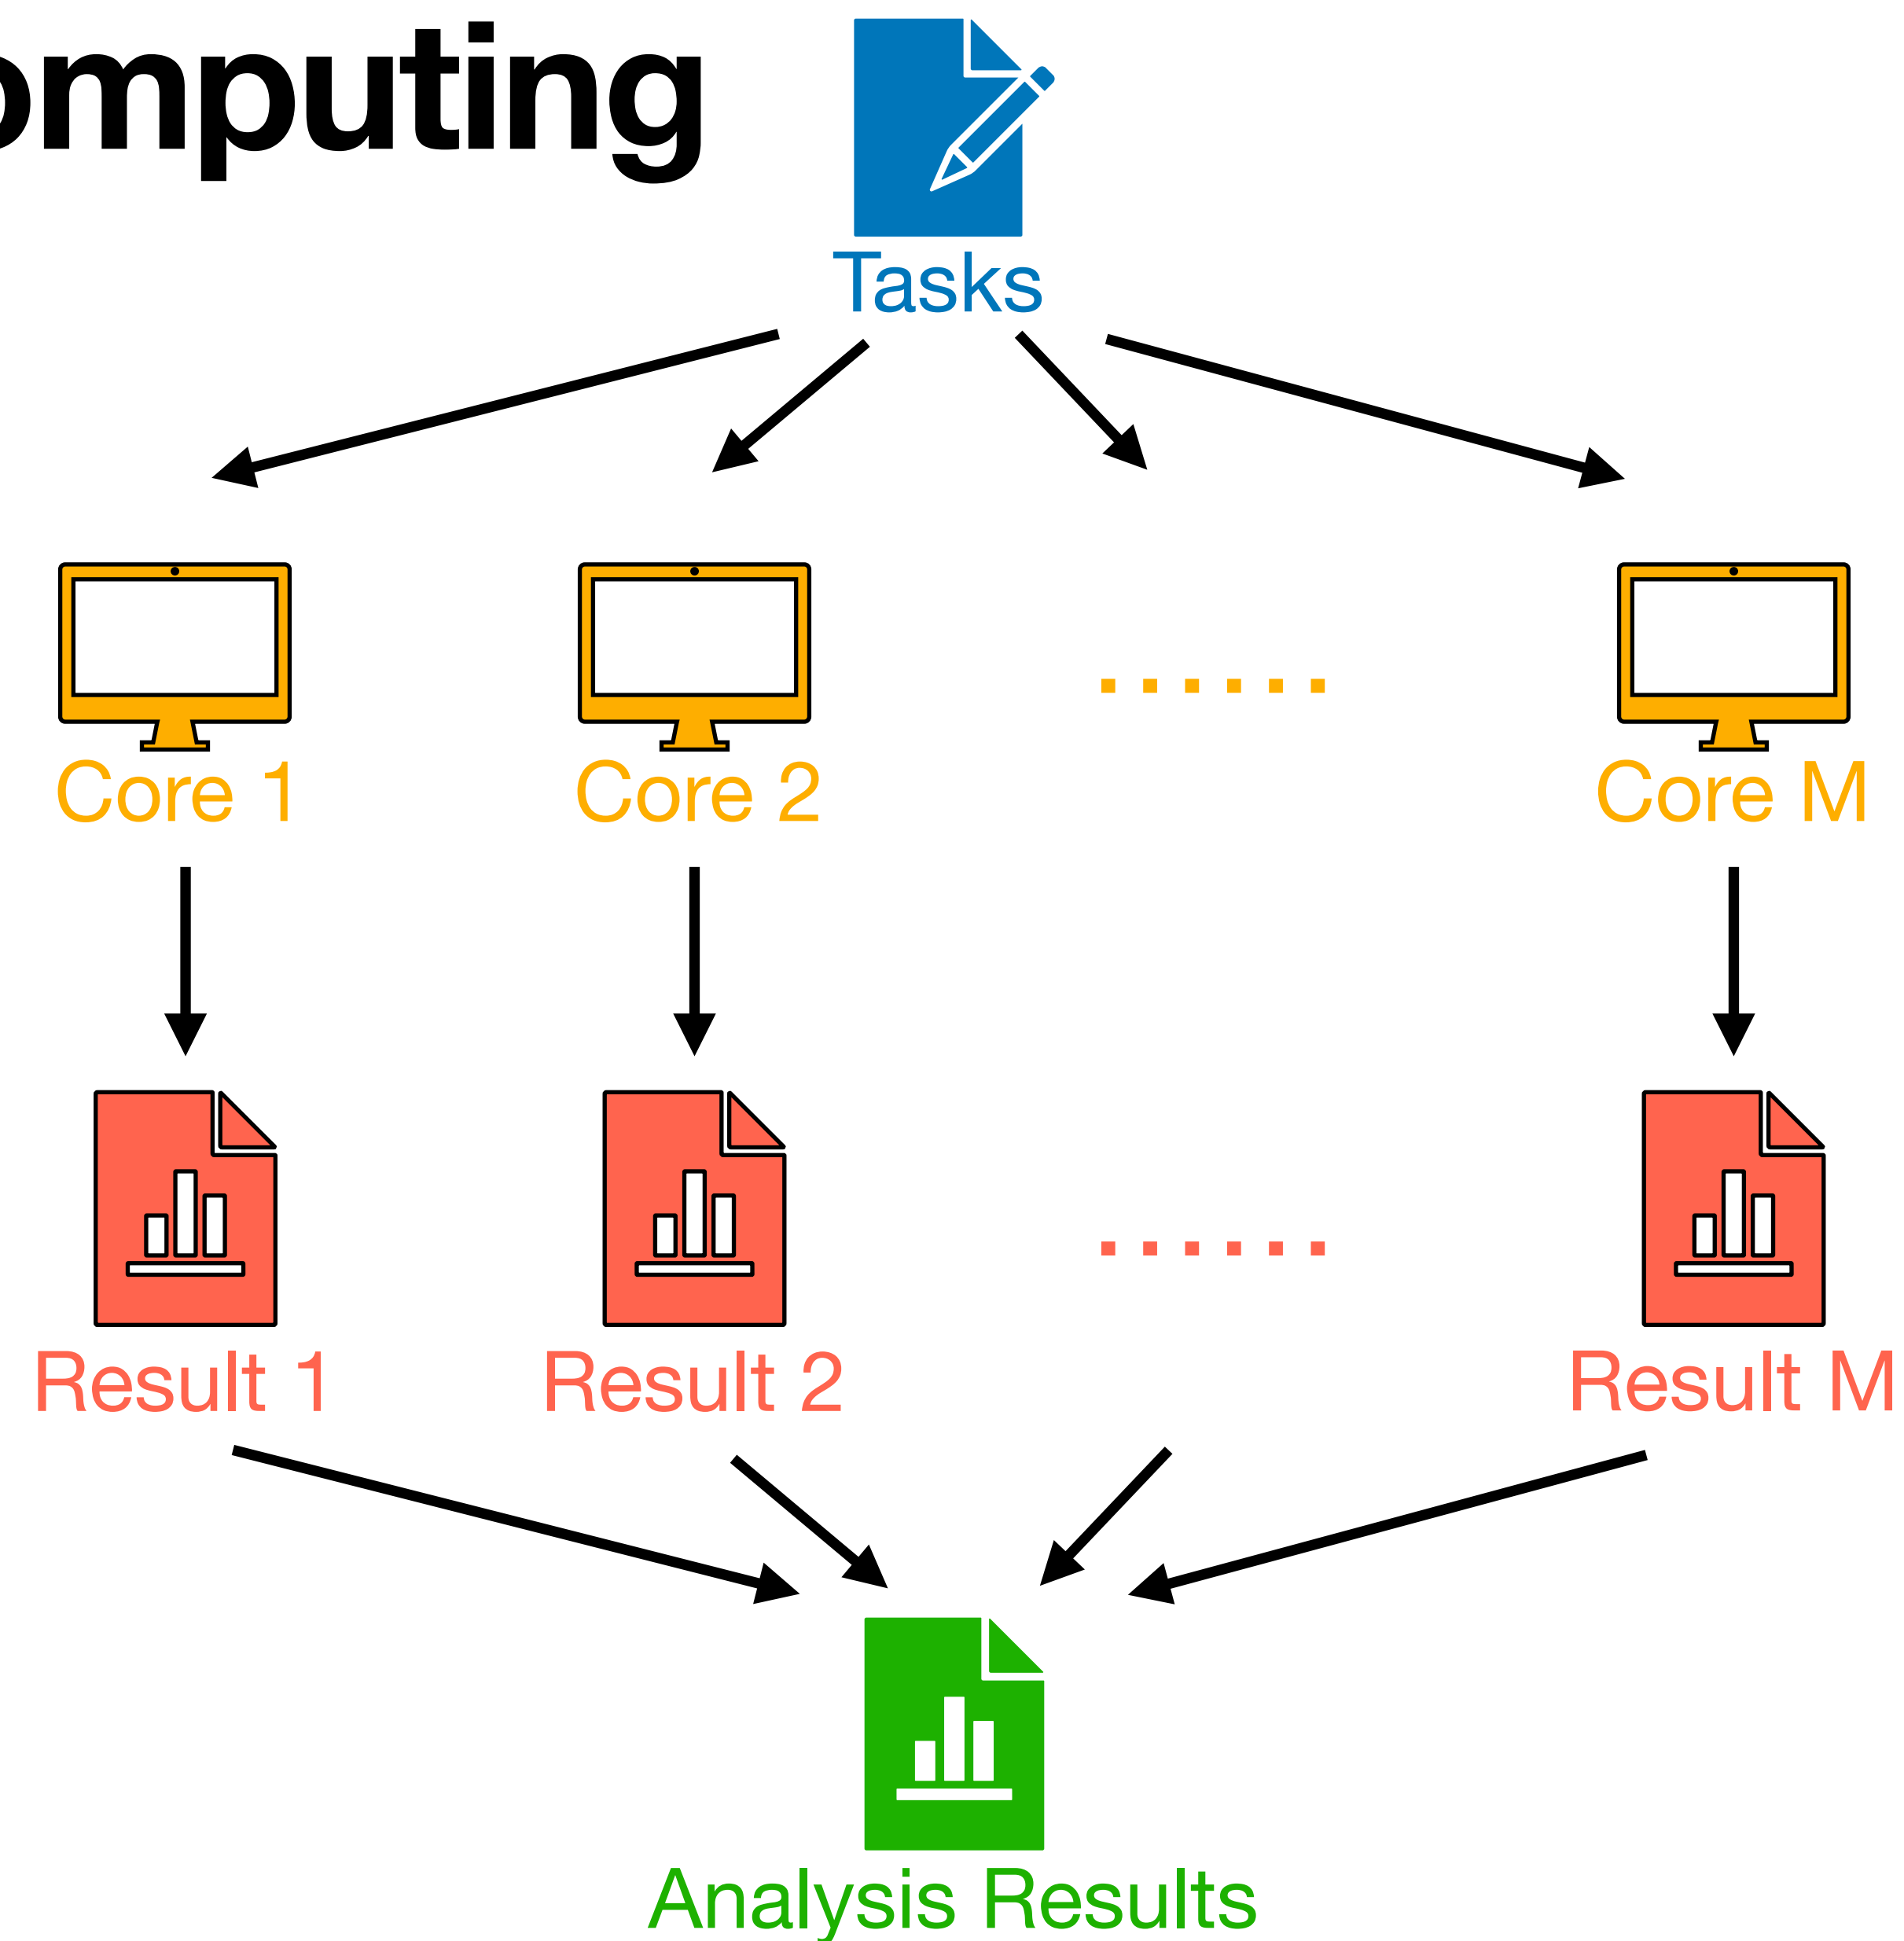 omputing
Tasks
Core 1 Core 2 ...... Core M
Result 1 Result 2 ...... Result M
Analysis Results